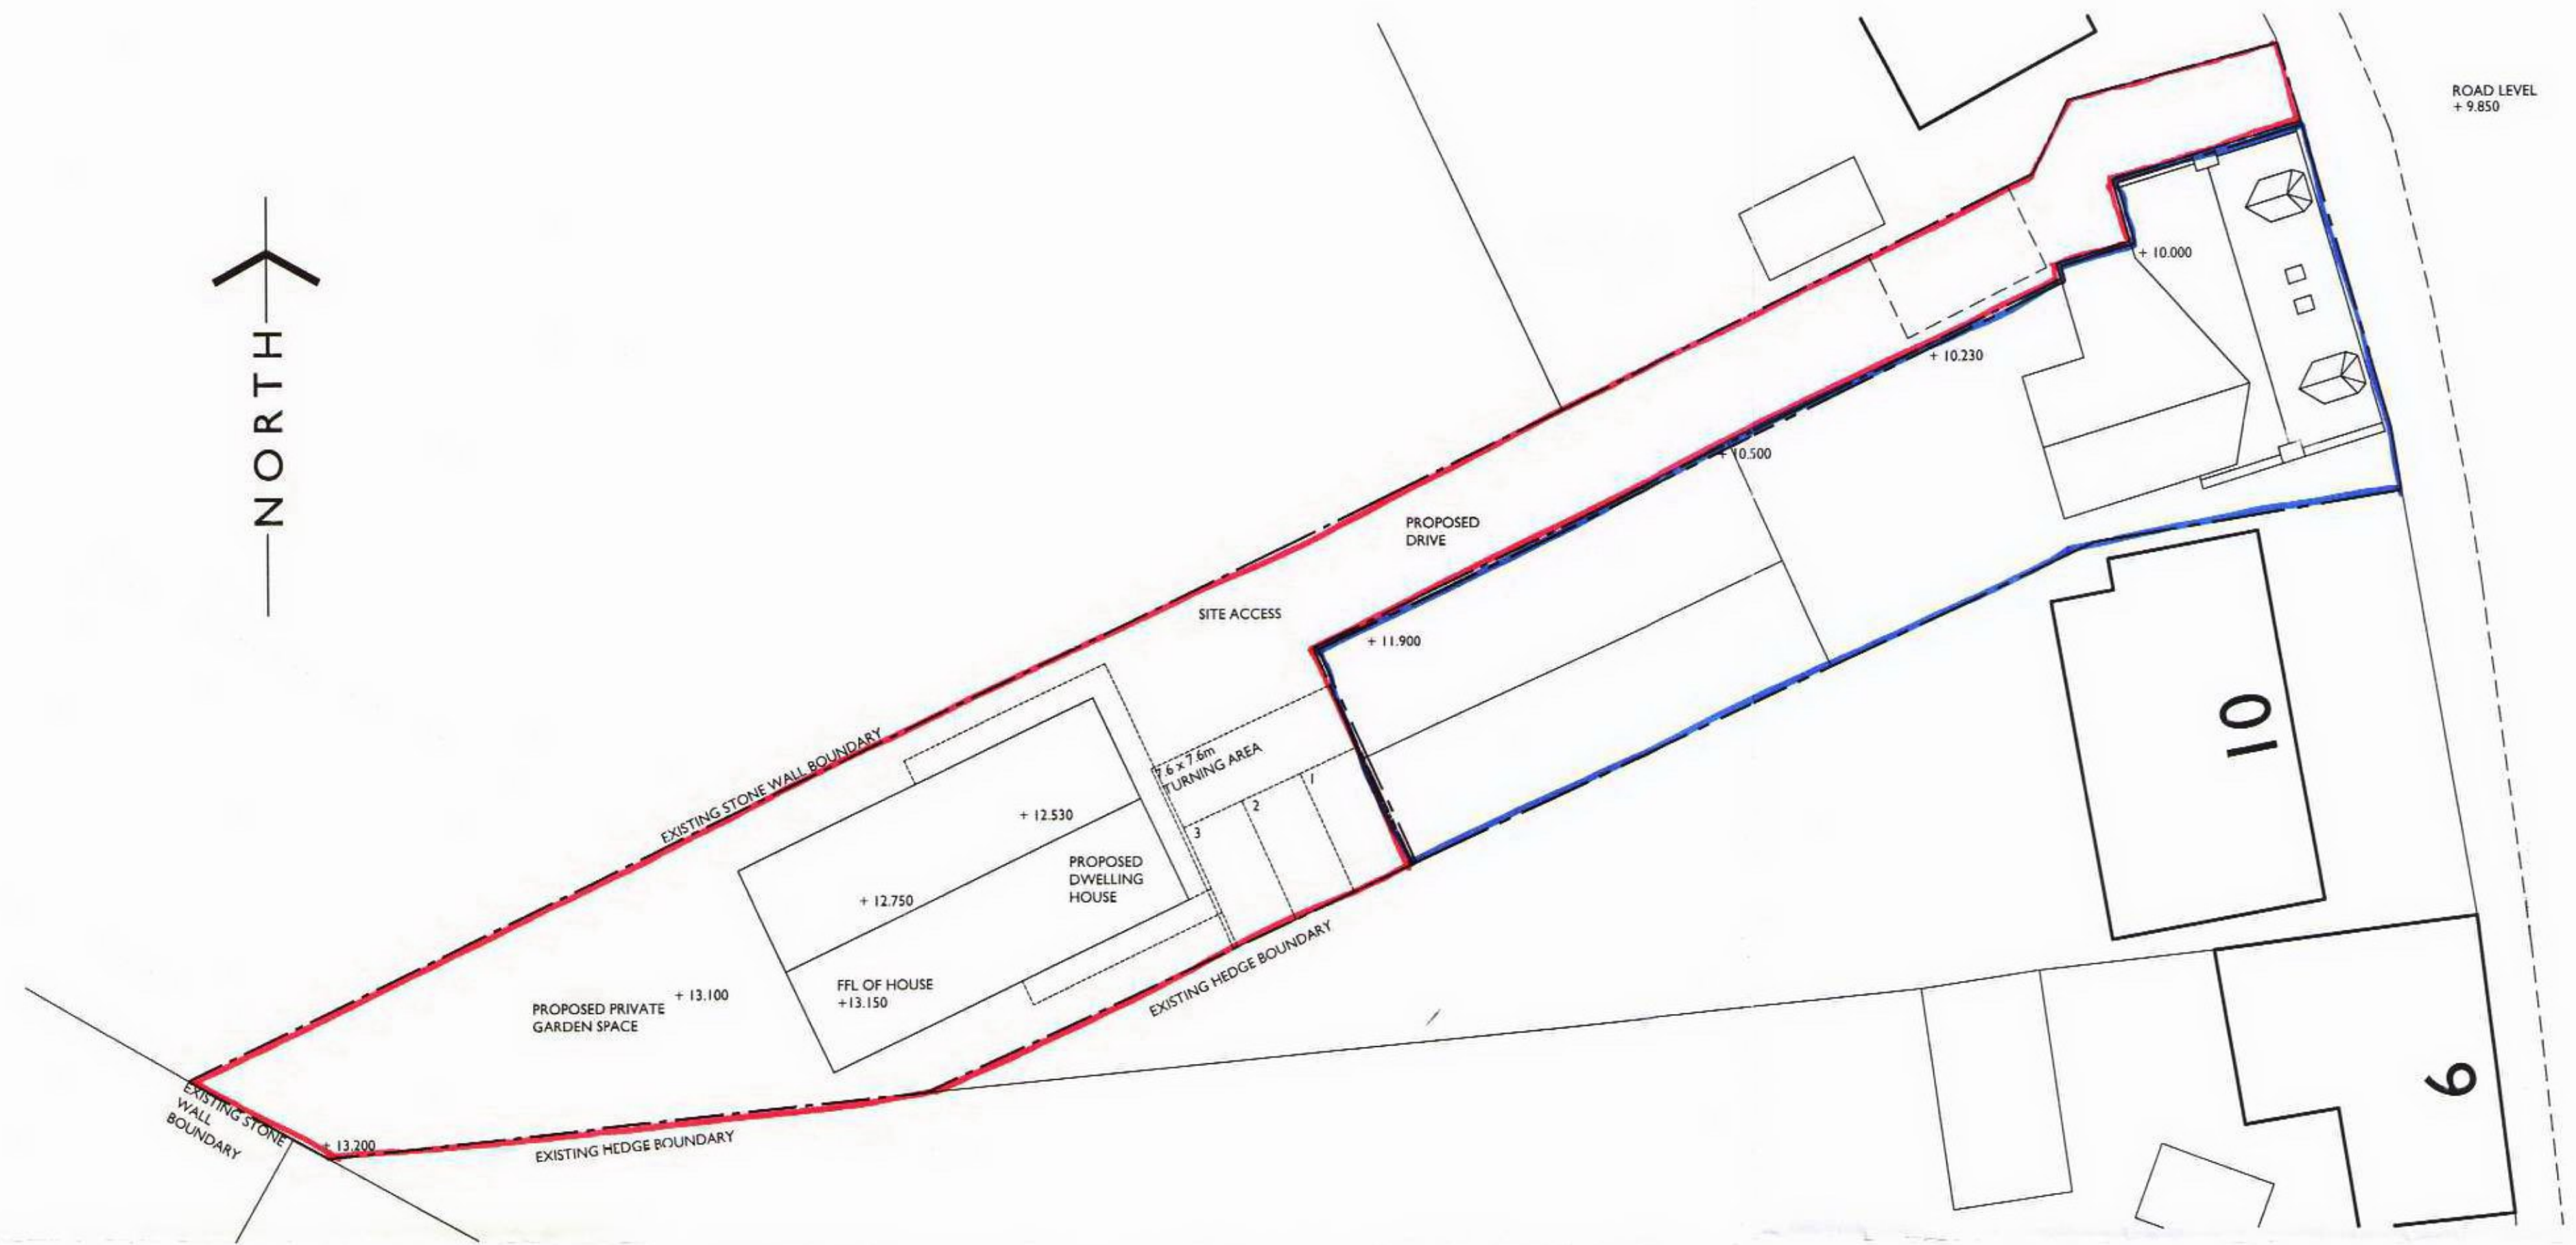 ROAD LEVEL
+ 9.850
NORTH
+ 10.000
+ 10.230
+ 10.500
PROPOSED
DRIVE
SITE ACCESS
+ 11.900
EXISTING STONE WALL BOUNDARY
7.6 x 7.6m
TURNING AREA
1
2
3
+ 12.530
PROPOSED
DWELLING
HOUSE
+ 12.750
FFL OF HOUSE
+13.150
PROPOSED PRIVATE
GARDEN SPACE
+ 13.100
EXISTING HEDGE BOUNDARY
EXISTING STONE
WALL
BOUNDARY
+ 13.200
EXISTING HEDGE BOUNDARY
10
9